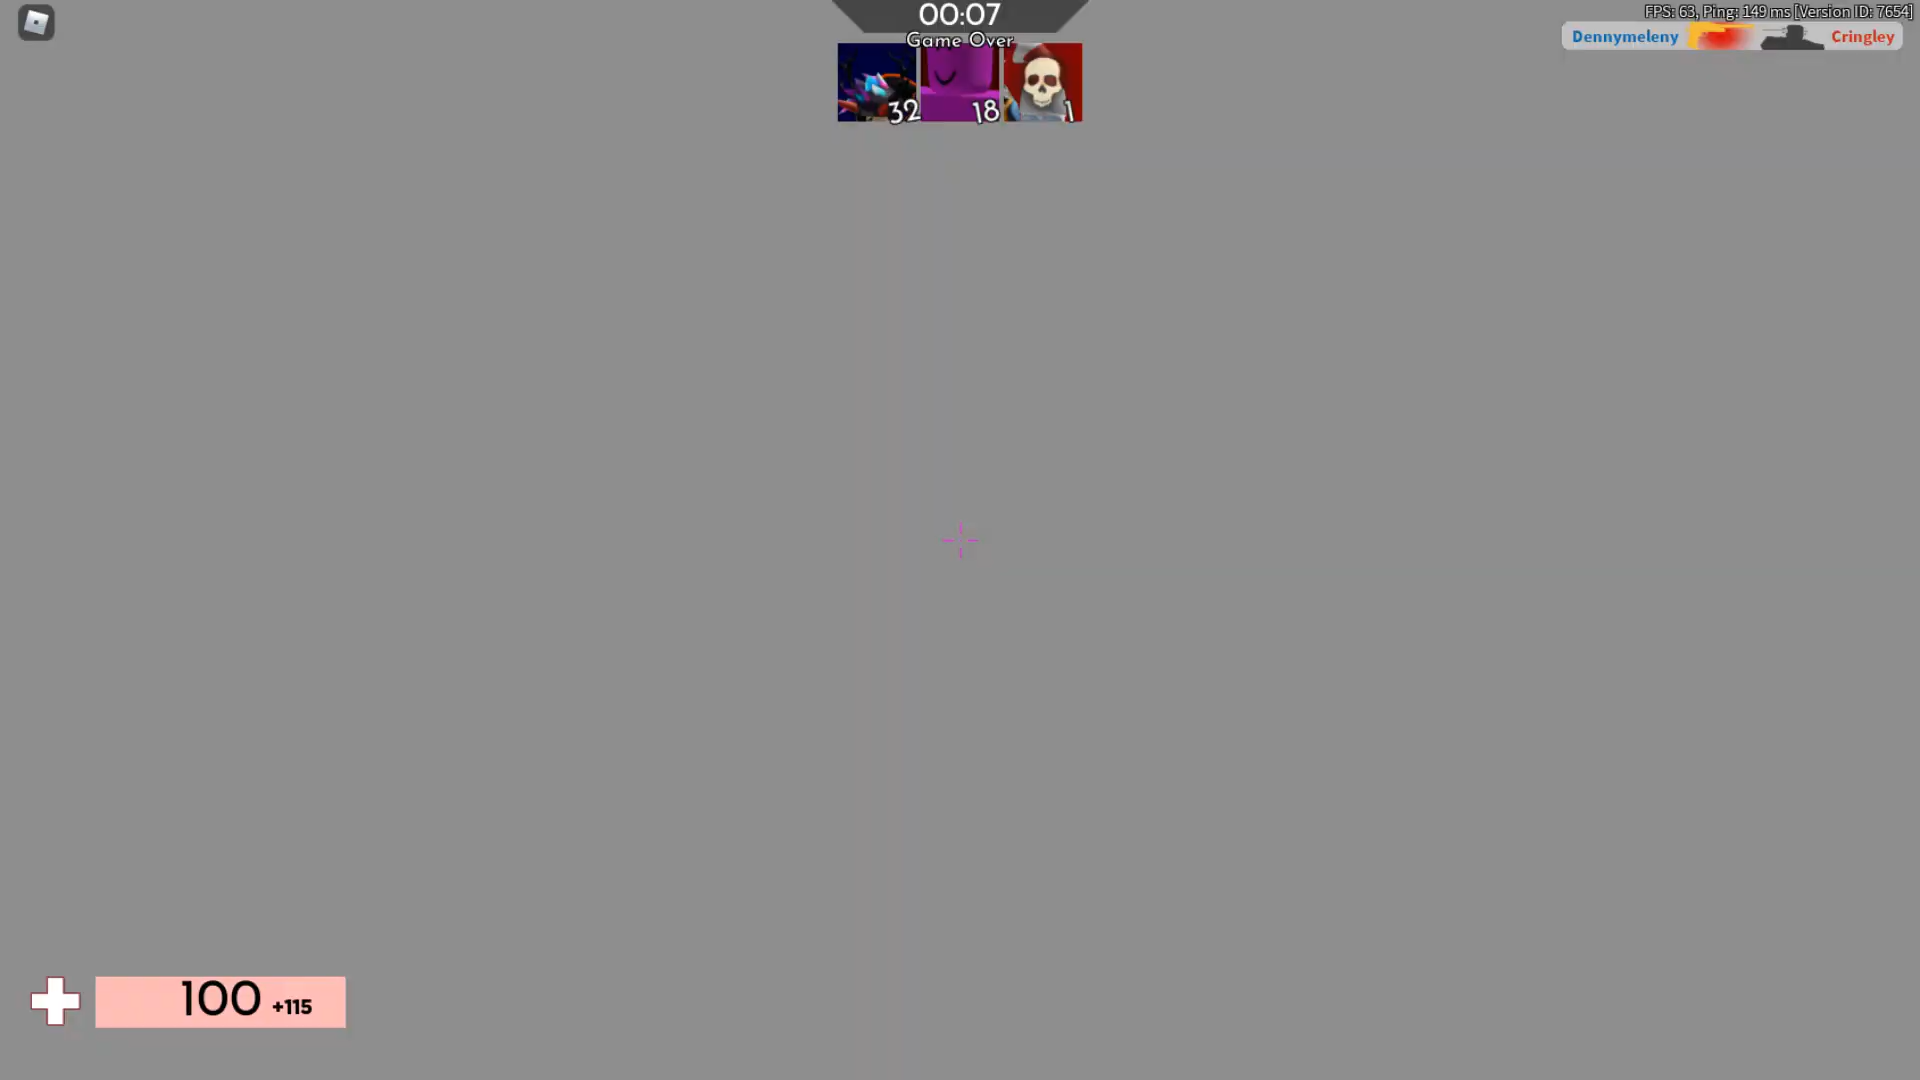 00:07
Game Over
32
18
1
FPS: 63, Ping: 149 ms [Version ID: 7654]
Dennymeleny Cringley
100 +115